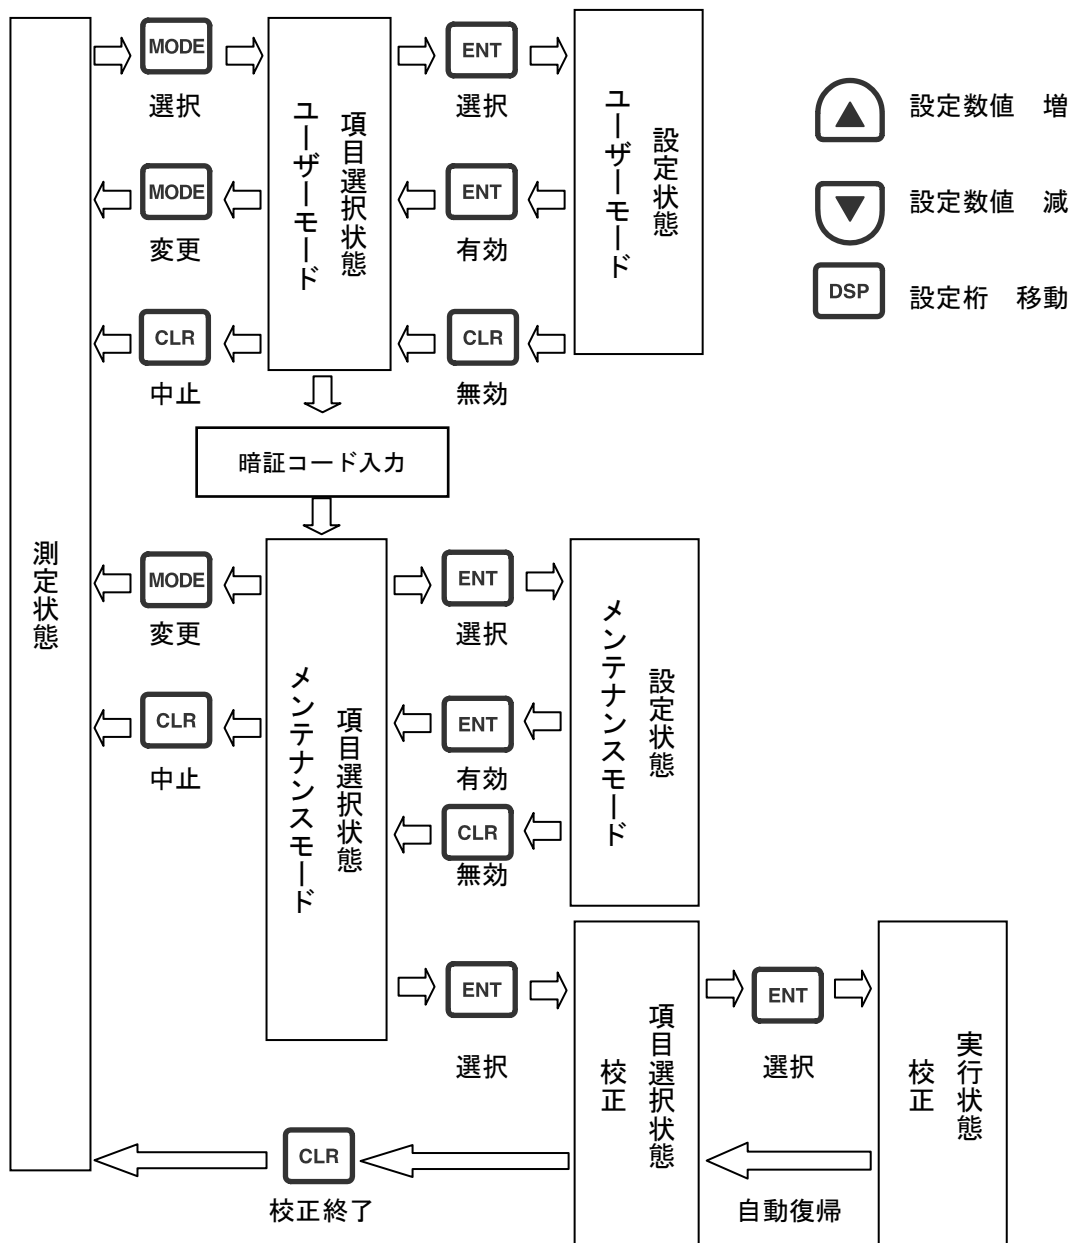 MODE
選択
ENT
選択
MODE
変更
ENT
有効
CLR
中止
CLR
無効
ユーザーモード
項目選択状態
ユーザーモード
設定状態
設定数値 増
設定数値 減
DSP
設定桁 移動
暗証コード入力
測定状態
MODE
変更
ENT
選択
CLR
中止
ENT
有効
CLR
無効
メンテナンスモード
項目選択状態
メンテナンスモード
設定状態
ENT
選択
校正
項目選択状態
ENT
選択
校正
実行状態
CLR
校正終了
自動復帰